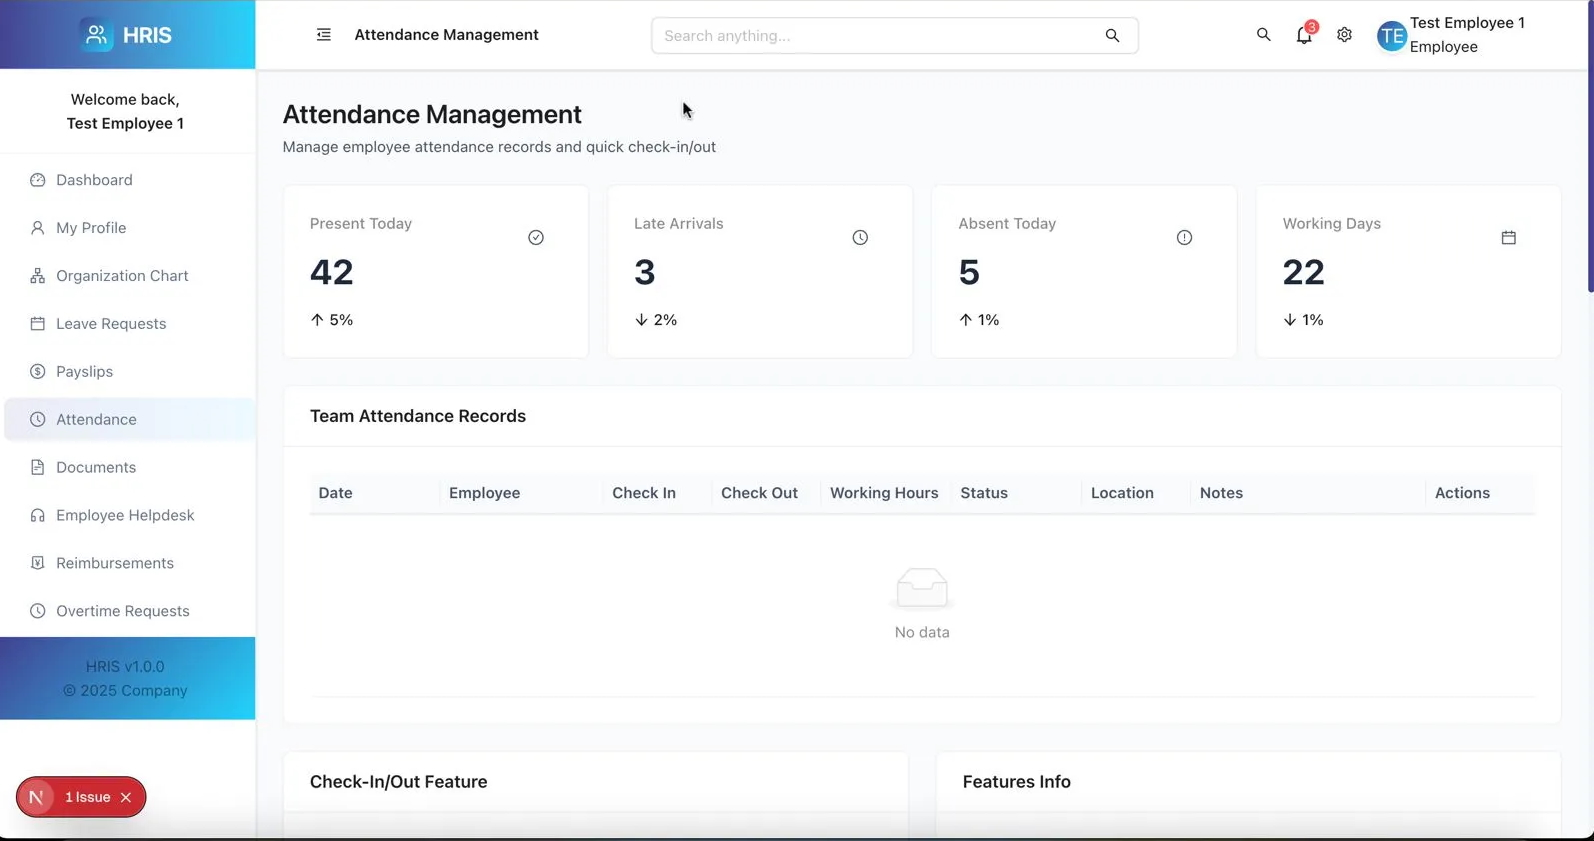 HRIS
Attendance Management
Search anything...
3
TE
Test Employee 1
Employee
Welcome back,
Test Employee 1
Dashboard
My Profile
Organization Chart
Leave Requests
Payslips
Attendance
Documents
Employee Helpdesk
Reimbursements
Overtime Requests
HRIS v1.0.0
© 2025 Company
N
1 Issue
Attendance Management
Manage employee attendance records and quick check-in/out
Present Today
42
5%
Late Arrivals
3
2%
Absent Today
5
1%
Working Days
22
1%
Team Attendance Records
Date Employee Check In Check Out Working Hours Status Location Notes Actions
No data
Check-In/Out Feature
Features Info